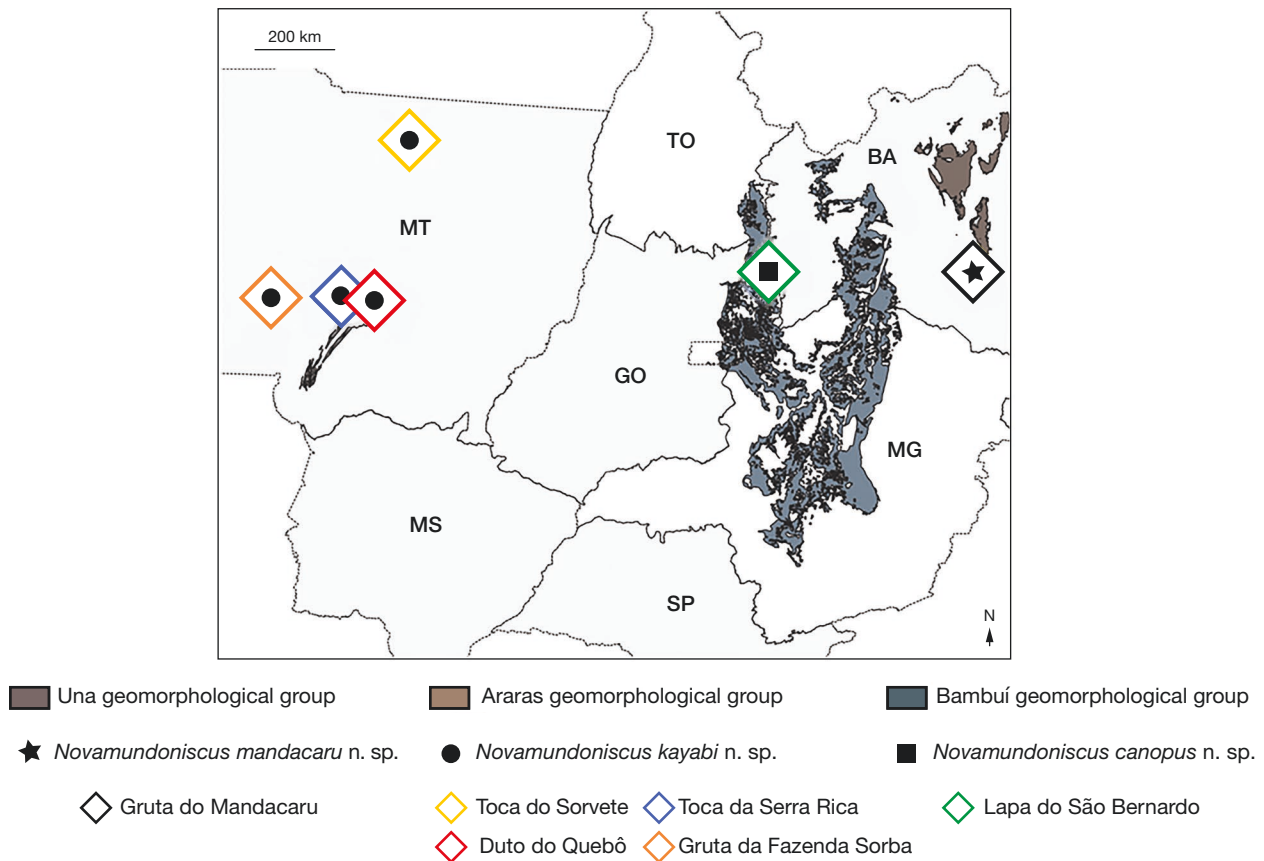 200 km
TO
BA
MT
GO
MG
MS
SP
N
Una geomorphological group
Araras geomorphological group
Bambuí geomorphological group
Novamundoniscus mandacaru n. sp.
Novamundoniscus kayabi n. sp.
Novamundoniscus canopus n. sp.
Gruta do Mandacaru
Toca do Sorvete
Toca da Serra Rica
Lapa do São Bernardo
Duto do Quebô
Gruta da Fazenda Sorba